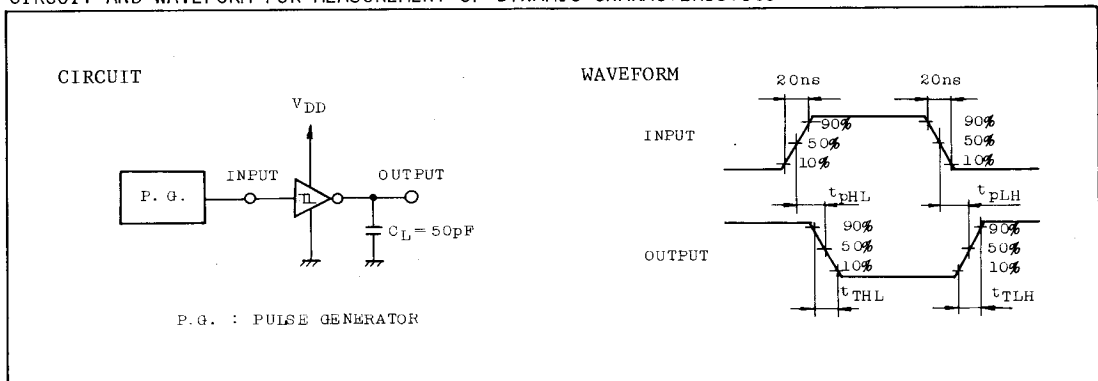 CIRCUIT AND WAVEFORM FOR MEASUREMENT OF DYNAMIC CHARACTERISTICS
CIRCUIT
VDD
P. G.
INPUT
OUTPUT
CL=50pF
P.G. : PULSE GENERATOR
WAVEFORM
20ns
20ns
INPUT
90%
50%
10%
90%
50%
10%
tpHL
tpLH
OUTPUT
90%
50%
10%
90%
50%
10%
tTHL
tTLH